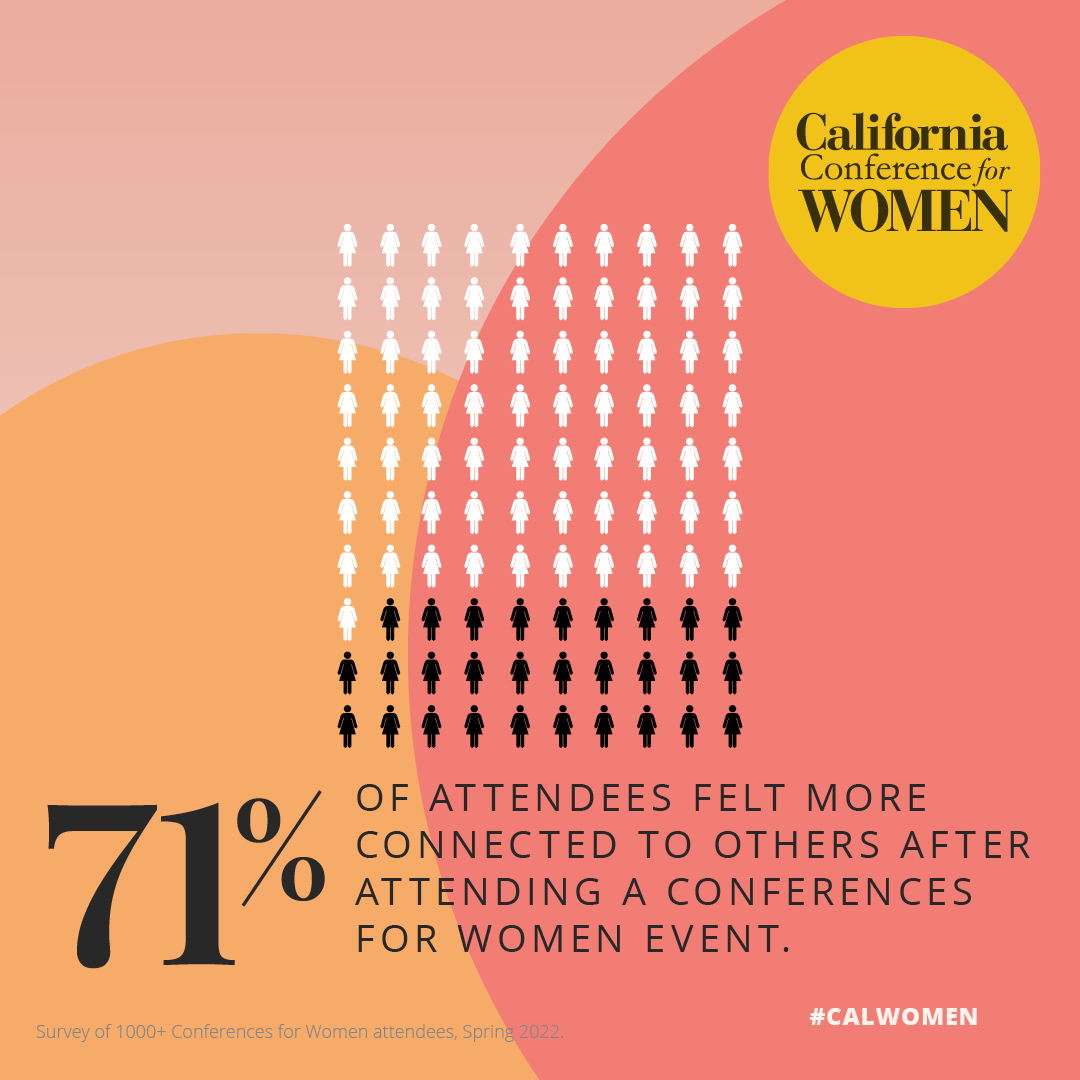 California
Conference for
WOMEN
71%
OF ATTENDEES FELT MORE
CONNECTED TO OTHERS AFTER
ATTENDING A CONFERENCES
FOR WOMEN EVENT.
#CALWOMEN
Survey of 1000+ Conferences for Women attendees, Spring 2022.